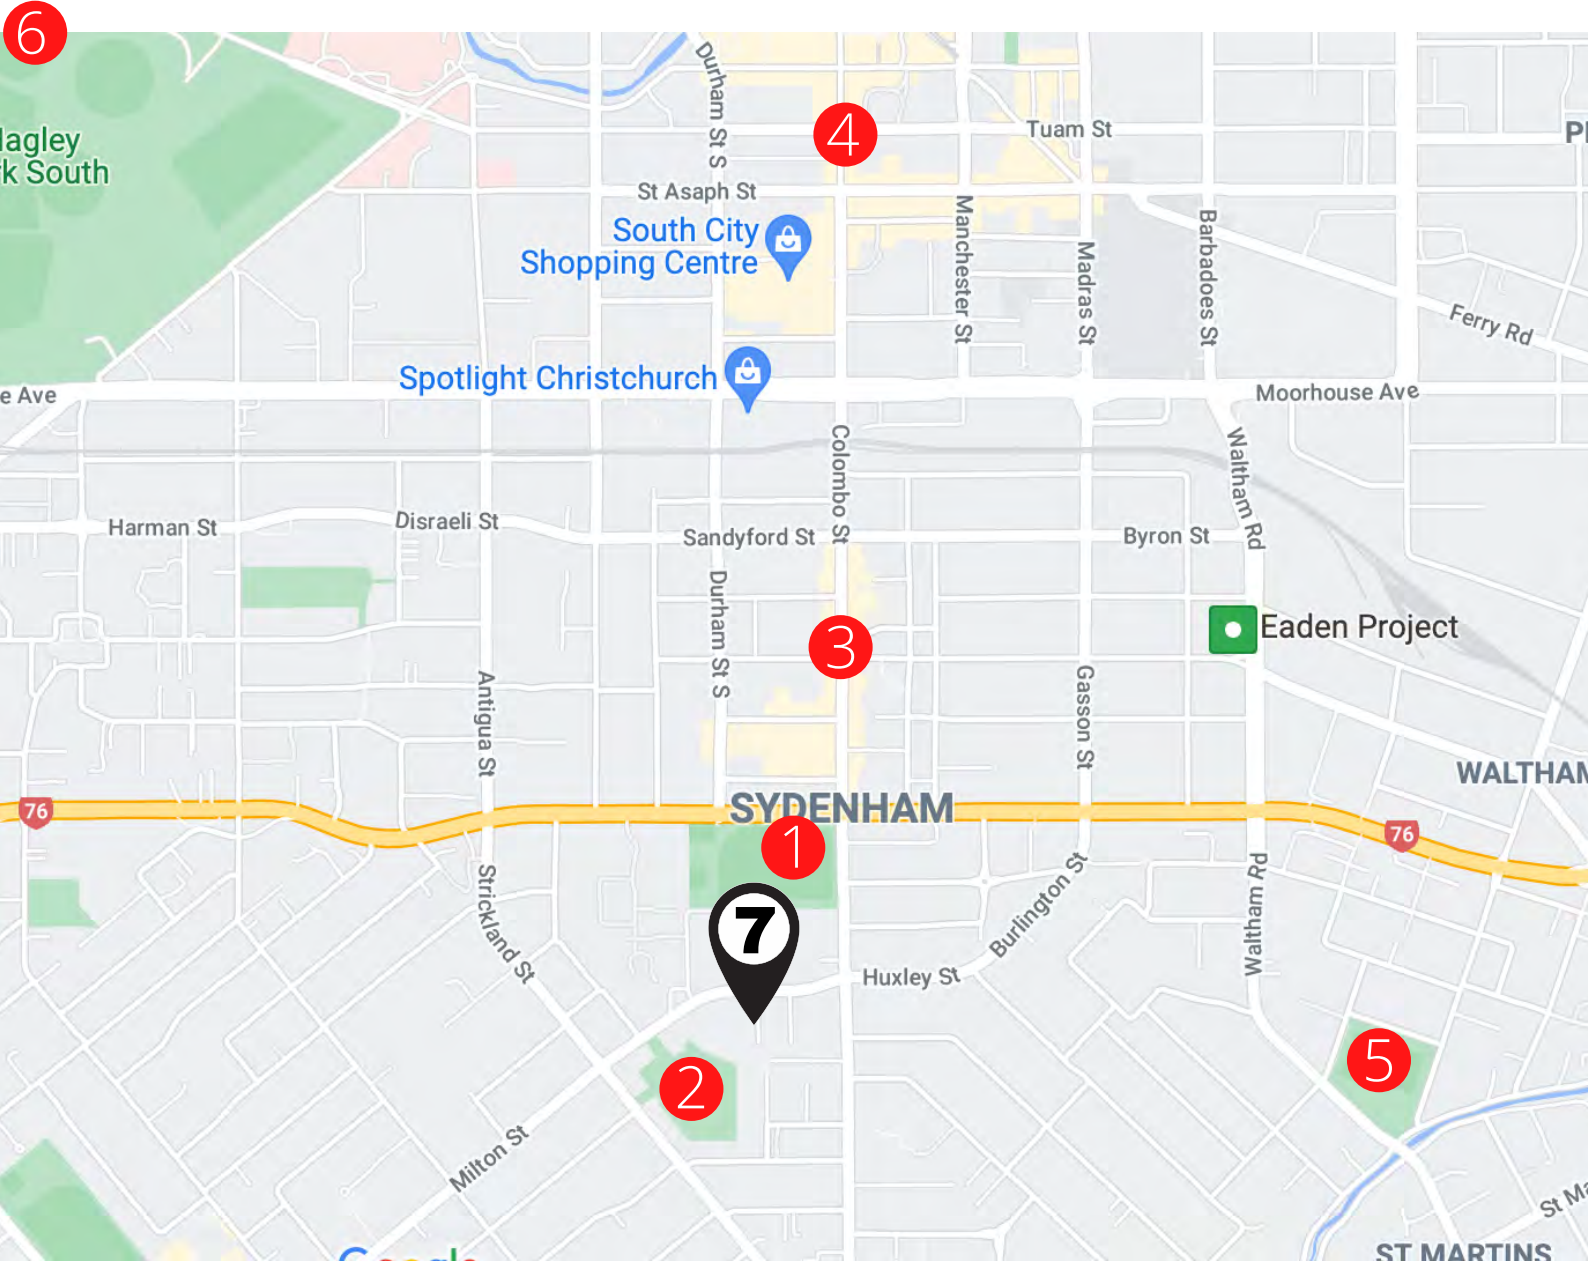 6
Durham St S
4
Tuam St
lagley
k South
St Asaph St
South City
Shopping Centre
Manchester St
Madras St
Barbadoes St
Ferry Rd
Spotlight Christchurch
e Ave
Moorhouse Ave
Colombo St
Waltham Rd
Harman St
Disraeli St
Sandyford St
Byron St
Durham St S
3
Eaden Project
Antigua St
Gasson St
WALTHAM
76
SYDENHAM
76
1
Strickland St
7
Burlington St
Waltham Rd
Huxley St
2
5
Milton St
St Ma
Google
ST MARTINS